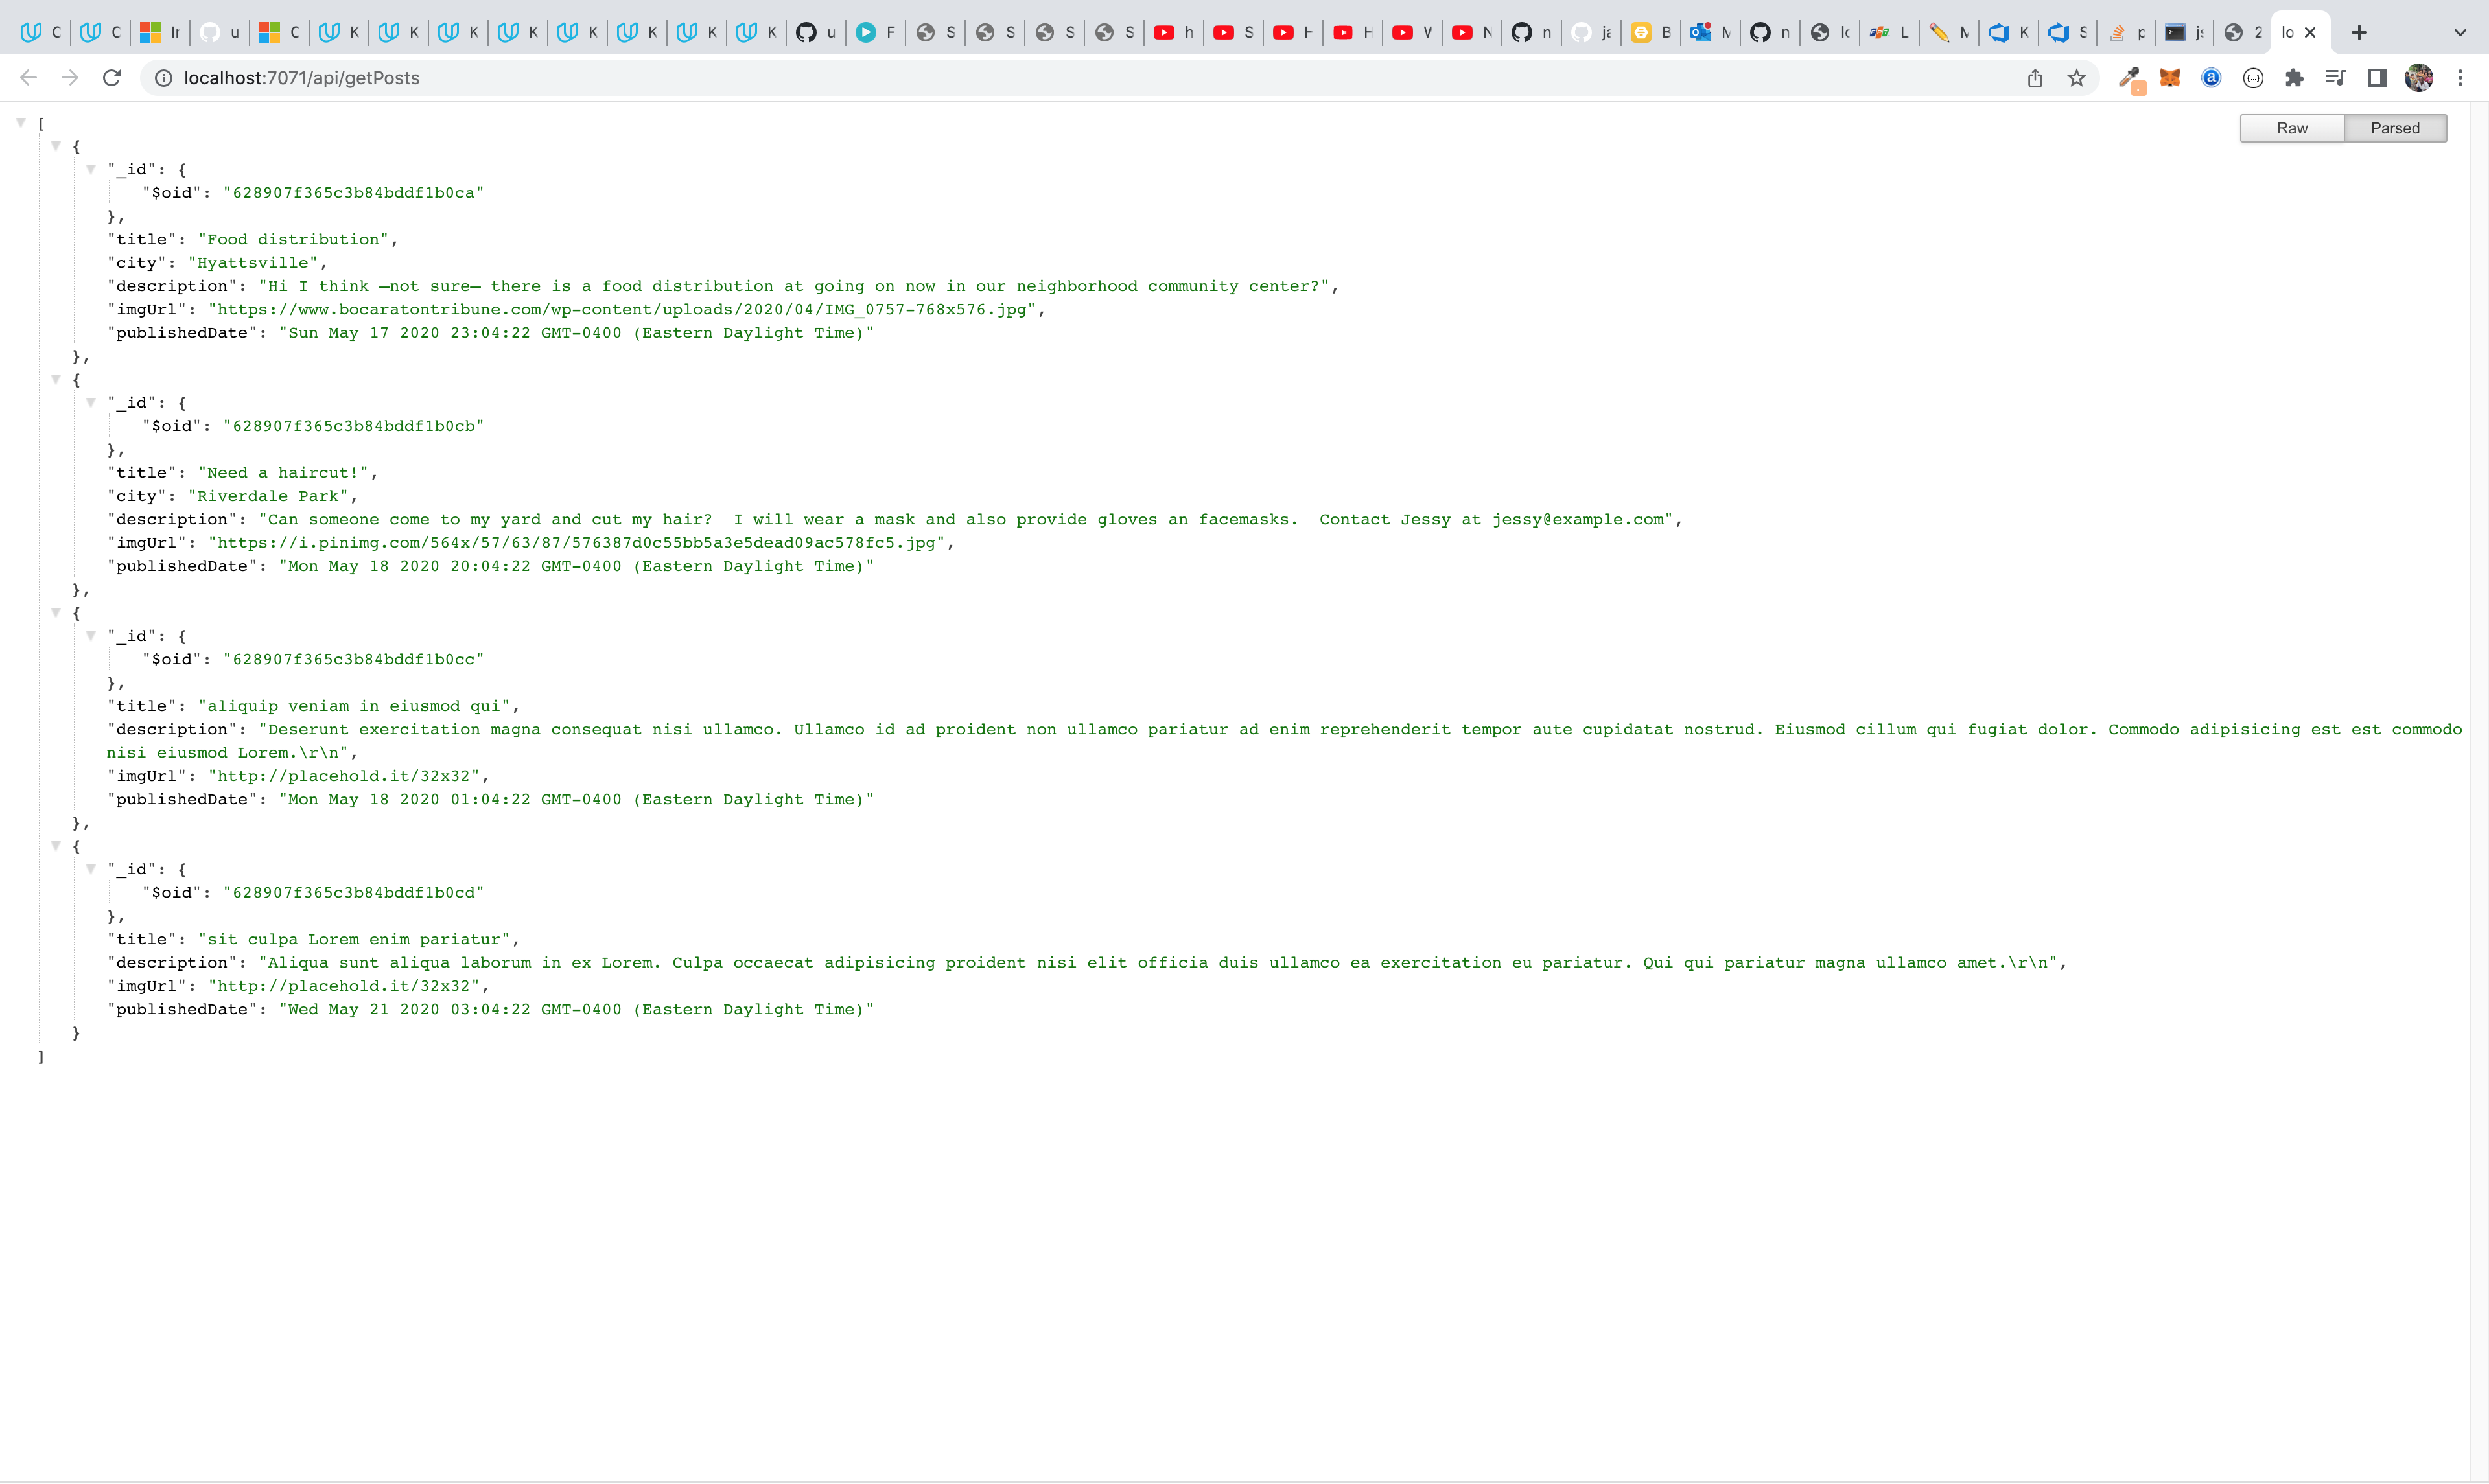 C C Ir u C K K K K K K K K u F S S S S h S H H W N n ja B M n lo L M K S p js 2 lo
localhost:7071/api/getPosts
Raw Parsed
[
{
"_id": {
"$oid": "628907f365c3b84bddf1b0ca"
},
"title": "Food distribution",
"city": "Hyattsville",
"description": "Hi I think —not sure— there is a food distribution at going on now in our neighborhood community center?",
"imgUrl": "https://www.bocaratontribune.com/wp-content/uploads/2020/04/IMG_0757-768x576.jpg",
"publishedDate": "Sun May 17 2020 23:04:22 GMT-0400 (Eastern Daylight Time)"
},
{
"_id": {
"$oid": "628907f365c3b84bddf1b0cb"
},
"title": "Need a haircut!",
"city": "Riverdale Park",
"description": "Can someone come to my yard and cut my hair?  I will wear a mask and also provide gloves an facemasks.  Contact Jessy at jessy@example.com",
"imgUrl": "https://i.pinimg.com/564x/57/63/87/576387d0c55bb5a3e5dead09ac578fc5.jpg",
"publishedDate": "Mon May 18 2020 20:04:22 GMT-0400 (Eastern Daylight Time)"
},
{
"_id": {
"$oid": "628907f365c3b84bddf1b0cc"
},
"title": "aliquip veniam in eiusmod qui",
"description": "Deserunt exercitation magna consequat nisi ullamco. Ullamco id ad proident non ullamco pariatur ad enim reprehenderit tempor aute cupidatat nostrud. Eiusmod cillum qui fugiat dolor. Commodo adipisicing est est commodo
nisi eiusmod Lorem.\r\n",
"imgUrl": "http://placehold.it/32x32",
"publishedDate": "Mon May 18 2020 01:04:22 GMT-0400 (Eastern Daylight Time)"
},
{
"_id": {
"$oid": "628907f365c3b84bddf1b0cd"
},
"title": "sit culpa Lorem enim pariatur",
"description": "Aliqua sunt aliqua laborum in ex Lorem. Culpa occaecat adipisicing proident nisi elit officia duis ullamco ea exercitation eu pariatur. Qui qui pariatur magna ullamco amet.\r\n",
"imgUrl": "http://placehold.it/32x32",
"publishedDate": "Wed May 21 2020 03:04:22 GMT-0400 (Eastern Daylight Time)"
}
]